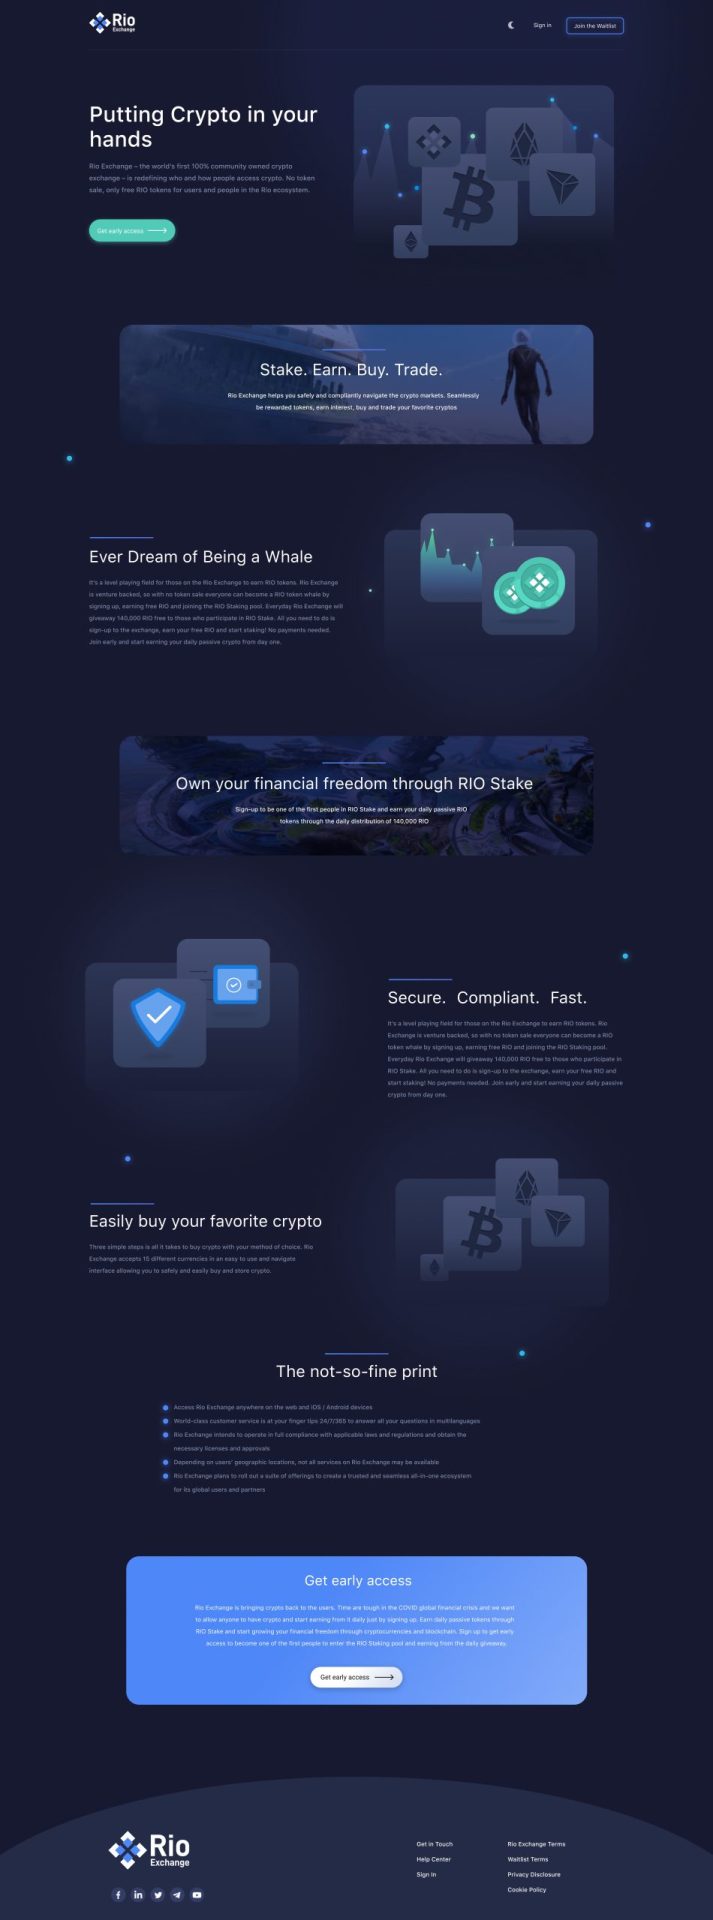 Rio
Exchange
Sign in
Join the Waitlist
Putting Crypto in your
hands
Rio Exchange – the world's first 100% community owned crypto
exchange – is redefining who and how people access crypto. No token
sale, only free RIO tokens for users and people in the Rio ecosystem.
Get early access
Stake. Earn. Buy. Trade.
Rio Exchange helps you safely and compliantly navigate the crypto markets. Seamlessly
be rewarded tokens, earn interest, buy and trade your favorite cryptos
Ever Dream of Being a Whale
It's a level playing field for those on the Rio Exchange to earn RIO tokens. Rio Exchange
is venture backed, so with no token sale everyone can become a RIO token whale by
signing up, earning free RIO and joining the RIO Staking pool. Everyday Rio Exchange will
giveaway 140,000 RIO free to those who participate in RIO Stake. All you need to do is
sign-up to the exchange, earn your free RIO and start staking! No payments needed.
Join early and start earning your daily passive crypto from day one.
Own your financial freedom through RIO Stake
Sign-up to be one of the first people in RIO Stake and earn your daily passive RIO
tokens through the daily distribution of 140,000 RIO
Secure. Compliant. Fast.
It's a level playing field for those on the Rio Exchange to earn RIO tokens. Rio
Exchange is venture backed, so with no token sale everyone can become a RIO
token whale by signing up, earning free RIO and joining the RIO Staking pool.
Everyday Rio Exchange will giveaway 140,000 RIO free to those who participate in
RIO Stake. All you need to do is sign-up to the exchange, earn your free RIO and
start staking! No payments needed. Join early and start earning your daily passive
crypto from day one.
Easily buy your favorite crypto
Three simple steps is all it takes to buy crypto with your method of choice. Rio
Exchange accepts 15 different currencies in an easy to use and navigate
interface allowing you to safely and easily buy and store crypto.
The not-so-fine print
Access Rio Exchange anywhere on the web and iOS / Android devices
World-class customer service is at your finger tips 24/7/365 to answer all your questions in multilanguages
Rio Exchange intends to operate in full compliance with applicable laws and regulations and obtain the
necessary licenses and approvals
Depending on users' geographic locations, not all services on Rio Exchange may be available
Rio Exchange plans to roll out a suite of offerings to create a trusted and seamless all-in-one ecosystem
for its global users and partners
Get early access
Rio Exchange is bringing crypto back to the users. Time are tough in the COVID global financial crisis and we want
to allow anyone to have crypto and start earning from it daily just by signing up. Earn daily passive tokens through
RIO Stake and start growing your financial freedom through cryptocurrencies and blockchain. Sign up to get early
access to become one of the first people to enter the RIO Staking pool and earning from the daily giveaway.
Get early access
Rio
Exchange
Get in Touch
Help Center
Sign In
Rio Exchange Terms
Waitlist Terms
Privacy Disclosure
Cookie Policy